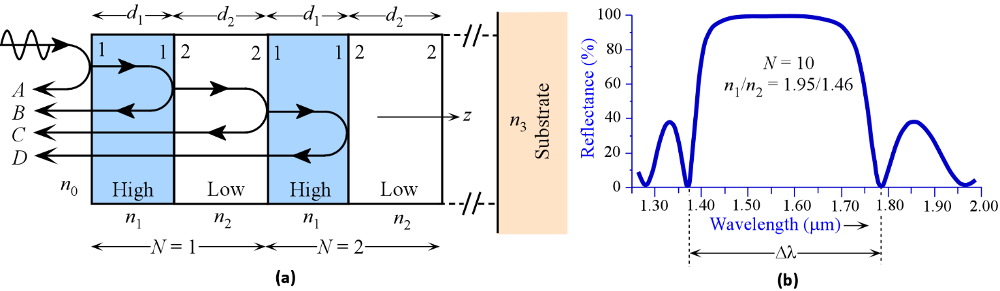 d₁ d₂ d₁ d₂
1 1 2 2 1 1 2 2
A
B
C
D
z
n₀ High Low High Low
n₁ n₂ n₁ n₂
N = 1 N = 2
n₃
Substrate
(a)
Reflectance (%)
100
80
60
40
20
0
N = 10
n₁/n₂ = 1.95/1.46
1.30 1.40 1.50 1.60 1.70 1.80 1.90 2.00
Wavelength (μm)
Δλ
(b)